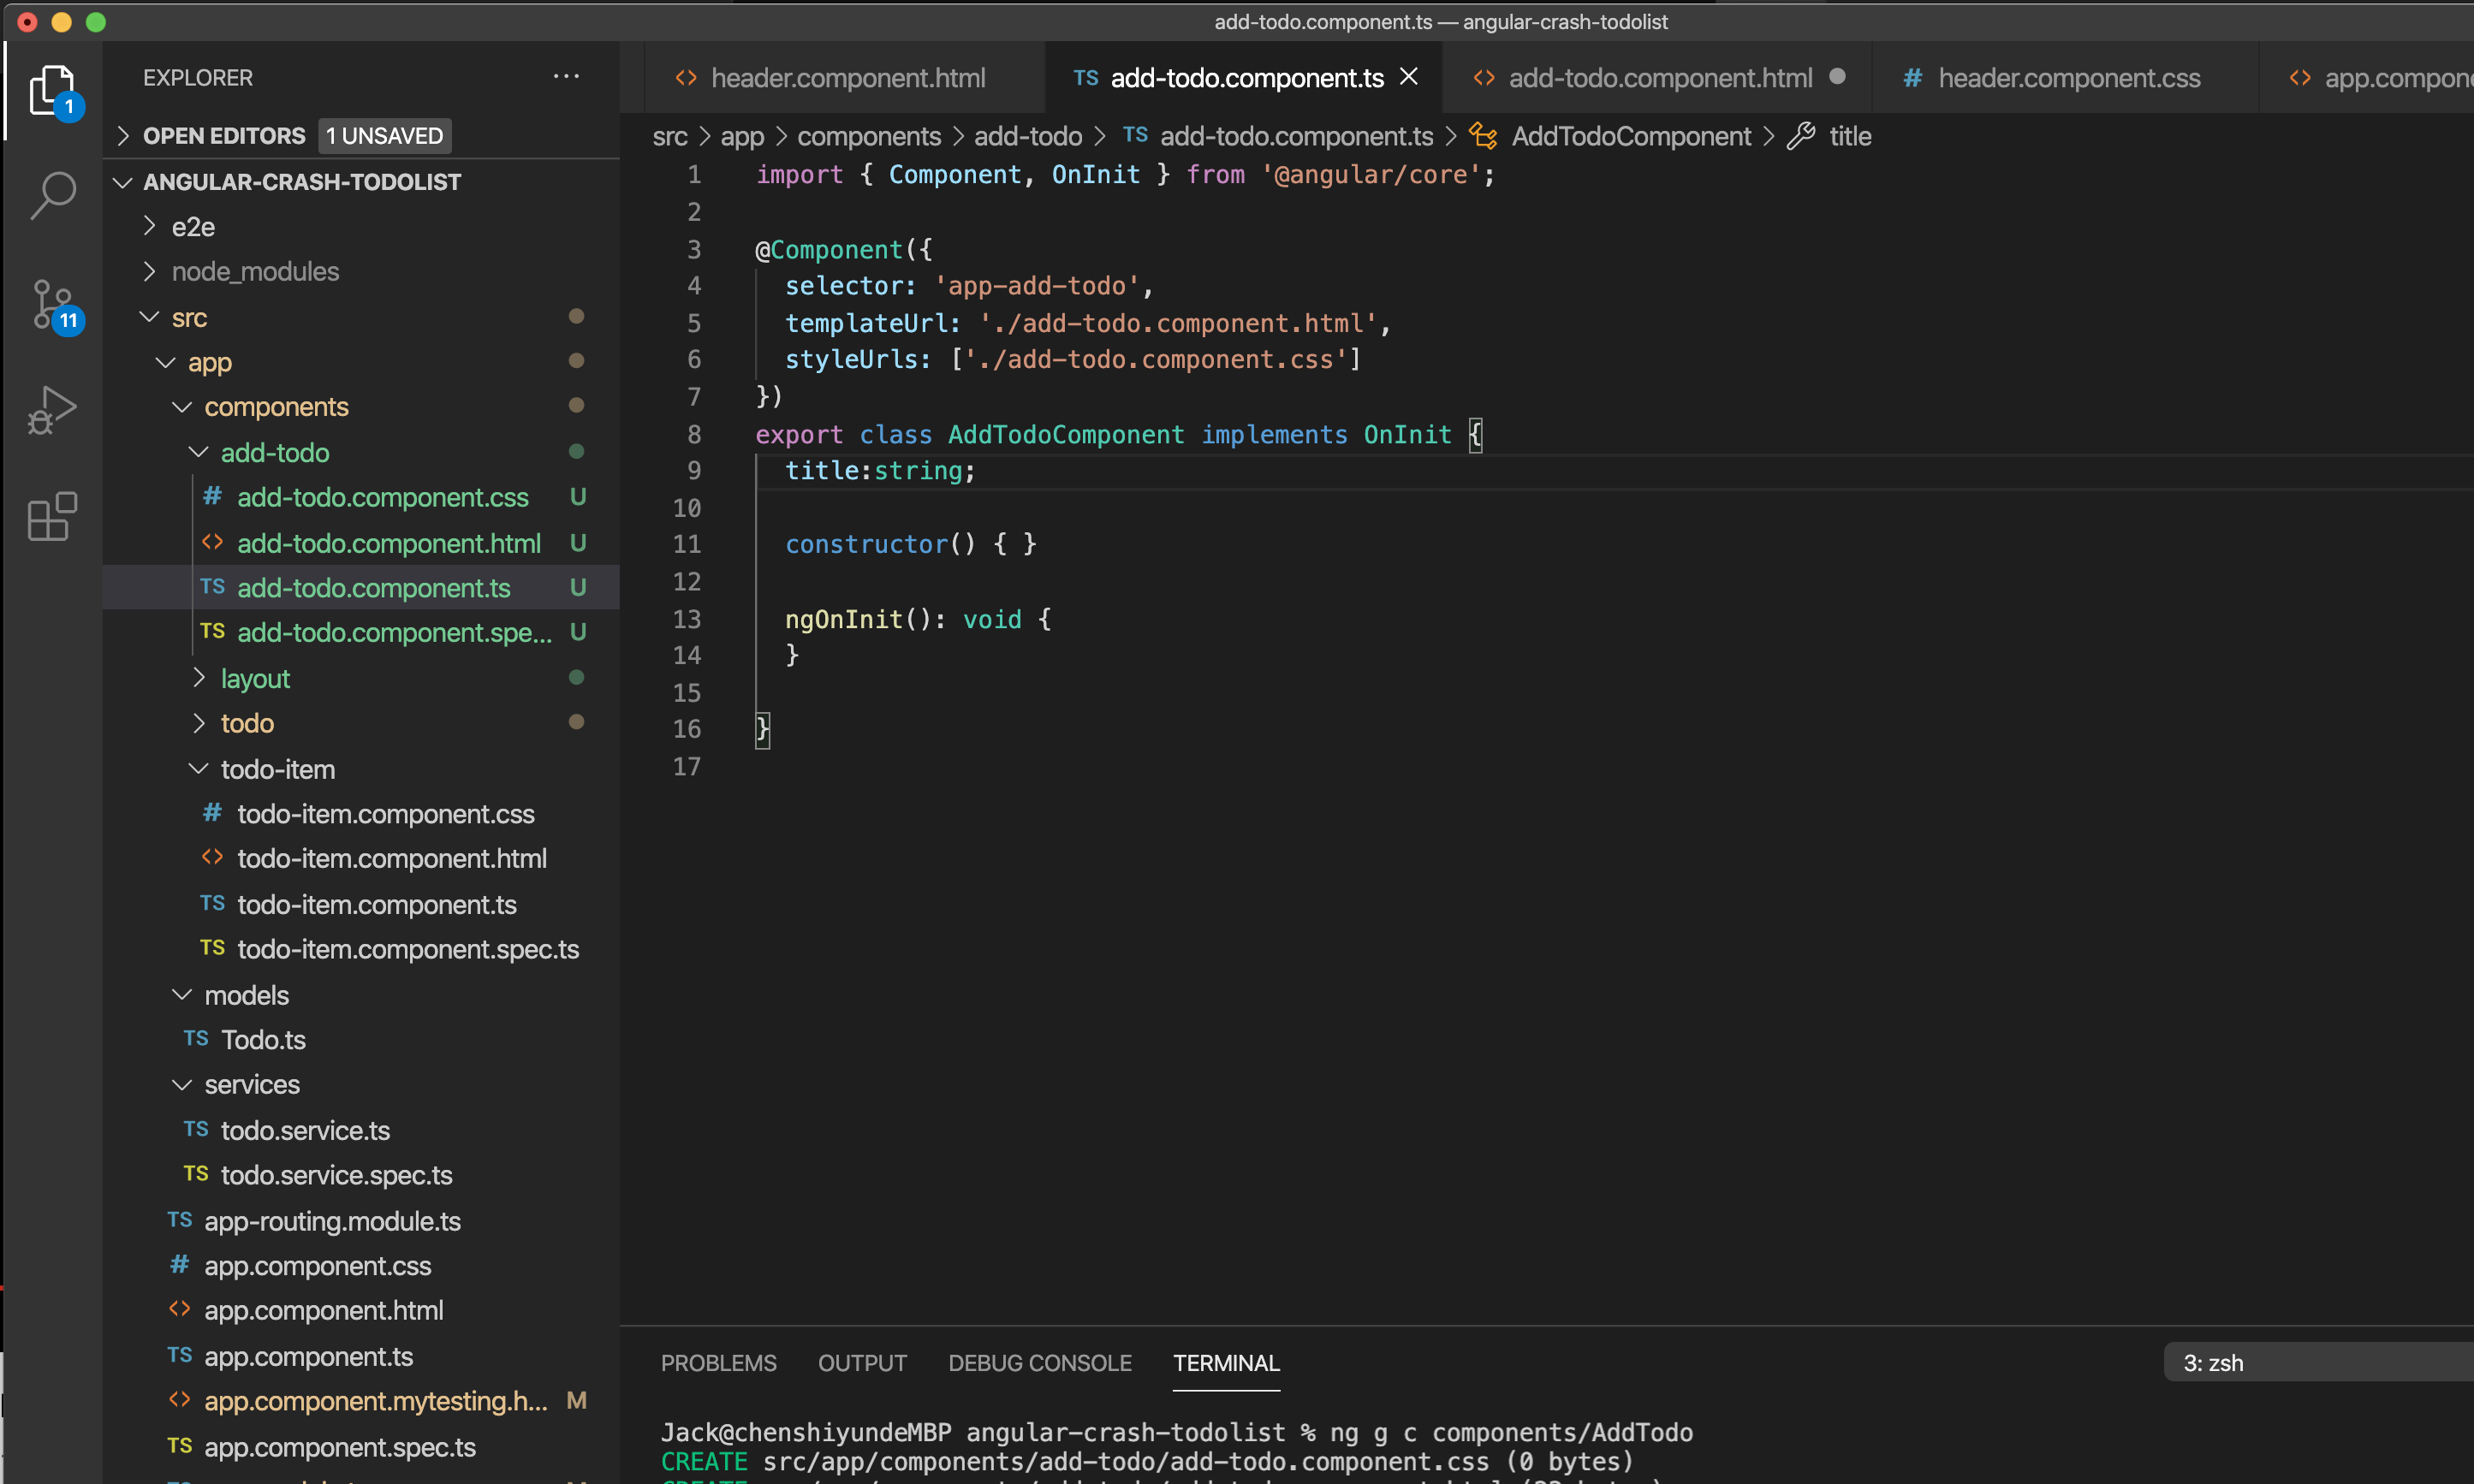 add-todo.component.ts — angular-crash-todolist
EXPLORER
header.component.html
TS add-todo.component.ts
add-todo.component.html
# header.component.css
1
OPEN EDITORS 1 UNSAVED
src > app > components > add-todo > TS add-todo.component.ts > AddTodoComponent > title
ANGULAR-CRASH-TODOLIST
e2e
node_modules
src
11
app
components
add-todo
# add-todo.component.css U
<> add-todo.component.html U
TS add-todo.component.ts U
TS add-todo.component.spe... U
layout
todo
todo-item
# todo-item.component.css
<> todo-item.component.html
TS todo-item.component.ts
TS todo-item.component.spec.ts
models
TS Todo.ts
services
TS todo.service.ts
TS todo.service.spec.ts
TS app-routing.module.ts
# app.component.css
<> app.component.html
TS app.component.ts
<> app.component.mytesting.h... M
TS app.component.spec.ts
1 import { Component, OnInit } from '@angular/core';
2
3 @Component({
4 selector: 'app-add-todo',
5 templateUrl: './add-todo.component.html',
6 styleUrls: ['./add-todo.component.css']
7 })
8 export class AddTodoComponent implements OnInit {
9 title:string;
10
11 constructor() { }
12
13 ngOnInit(): void {
14 }
15
16 }
17
PROBLEMS OUTPUT DEBUG CONSOLE TERMINAL 3: zsh
Jack@chenshiyundeMBP angular-crash-todolist % ng g c components/AddTodo
CREATE src/app/components/add-todo/add-todo.component.css (0 bytes)